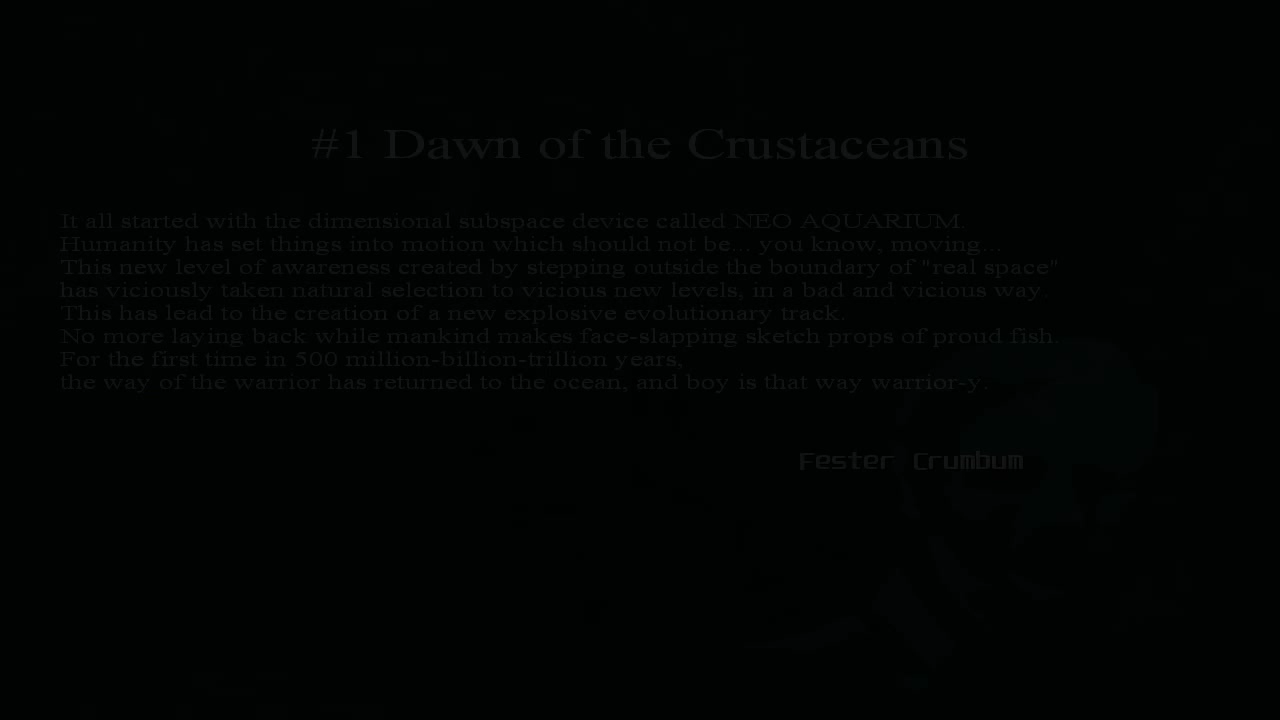 #1 Dawn of the Crustaceans
It all started with the dimensional subspace device called NEO AQUARIUM.
Humanity has set things into motion which should not be... you know, moving...
This new level of awareness created by stepping outside the boundary of "real space"
has viciously taken natural selection to vicious new levels, in a bad and vicious way.
This has lead to the creation of a new explosive evolutionary track.
No more laying back while mankind makes face-slapping sketch props of proud fish.
For the first time in 500 million-billion-trillion years,
the way of the warrior has returned to the ocean, and boy is that way warrior-y.
Fester Crumbum